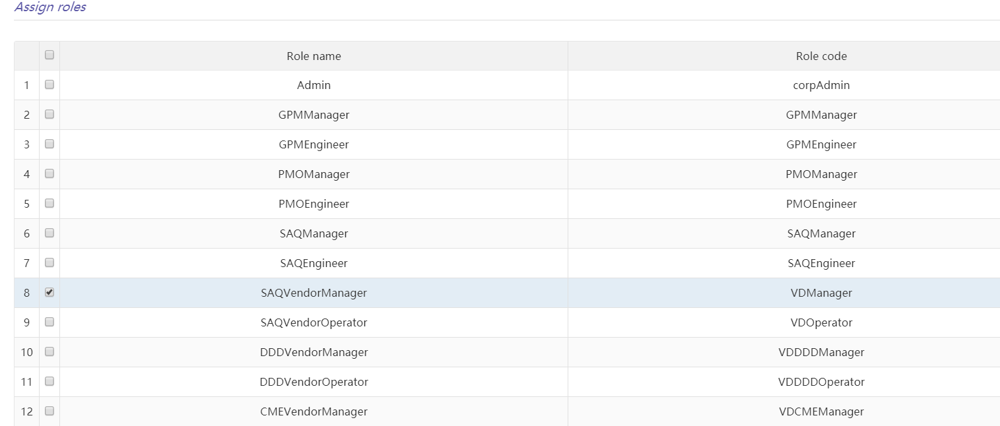 Assign roles
Role name Role code
1 Admin corpAdmin
2 GPMManager GPMManager
3 GPMEngineer GPMEngineer
4 PMOManager PMOManager
5 PMOEngineer PMOEngineer
6 SAQManager SAQManager
7 SAQEngineer SAQEngineer
8 SAQVendorManager VDManager
9 SAQVendorOperator VDOperator
10 DDDVendorManager VDDDDManager
11 DDDVendorOperator VDDDDOperator
12 CMEVendorManager VDCMEManager